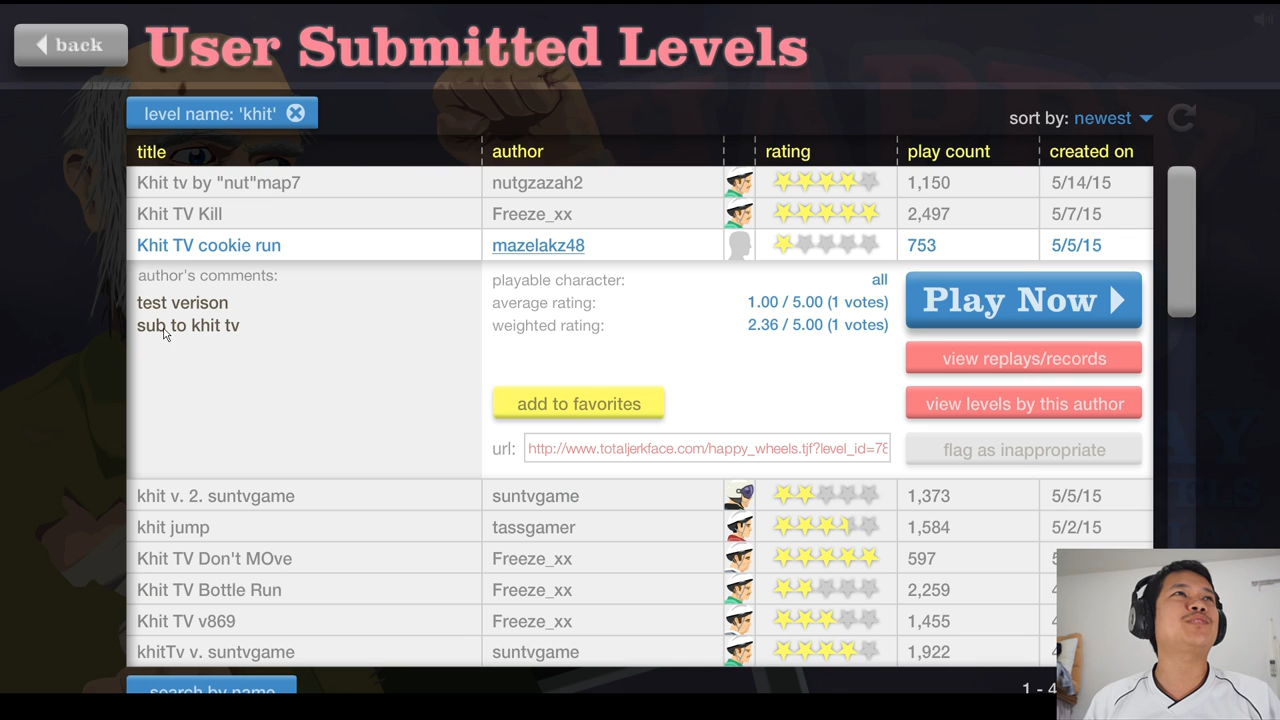 back
User Submitted Levels
level name: 'khit'
sort by: newest
title author rating play count created on
Khit tv by "nut"map7 nutgzazah2 1,150 5/14/15
Khit TV Kill Freeze_xx 2,497 5/7/15
Khit TV cookie run mazelakz48 753 5/5/15
author's comments:
test verison
sub to khit tv
playable character: all
average rating: 1.00 / 5.00 (1 votes)
weighted rating: 2.36 / 5.00 (1 votes)
Play Now
view replays/records
add to favorites
view levels by this author
url: http://www.totaljerkface.com/happy_wheels.tjf?level_id=78
flag as inappropriate
khit v. 2. suntvgame suntvgame 1,373 5/5/15
khit jump tassgamer 1,584 5/2/15
Khit TV Don't MOve Freeze_xx 597
Khit TV Bottle Run Freeze_xx 2,259
Khit TV v869 Freeze_xx 1,455
khitTv v. suntvgame suntvgame 1,922
search by name
1 - 4